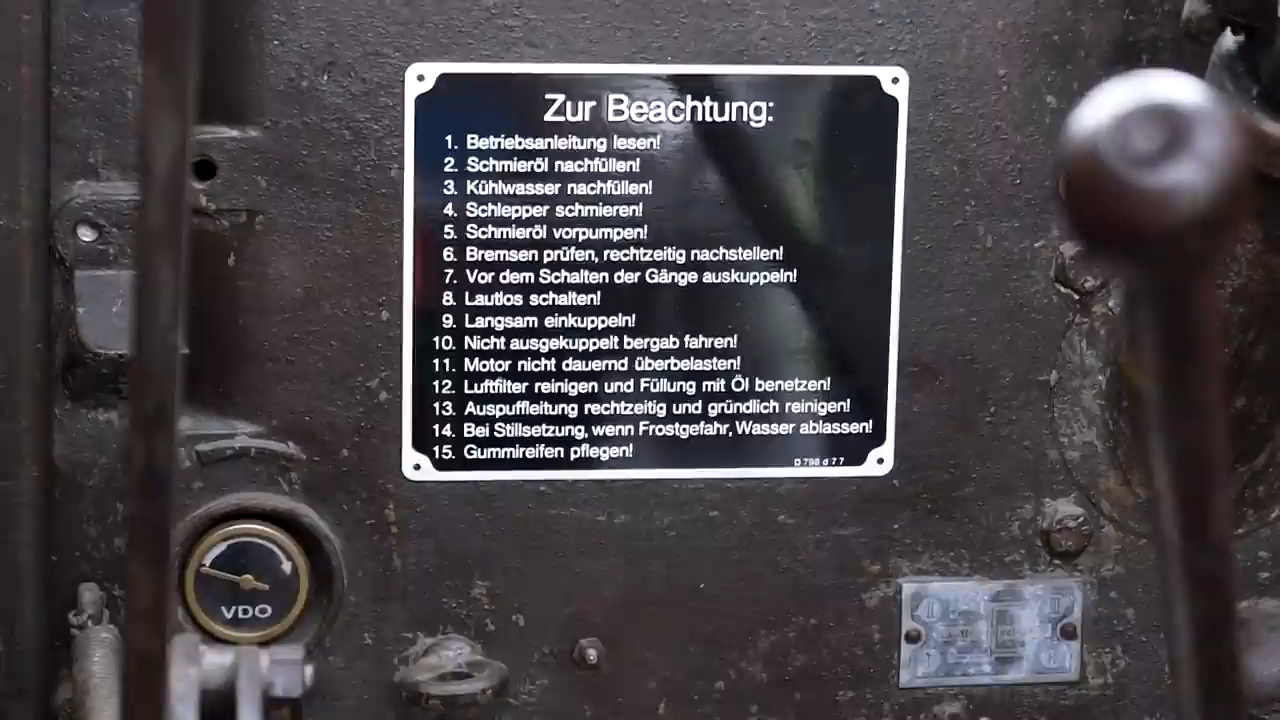 Zur Beachtung:
1. Betriebsanleitung lesen!
2. Schmieröl nachfüllen!
3. Kühlwasser nachfüllen!
4. Schlepper schmieren!
5. Schmieröl vorpumpen!
6. Bremsen prüfen, rechtzeitig nachstellen!
7. Vor dem Schalten der Gänge auskuppeln!
8. Lautlos schalten!
9. Langsam einkuppeln!
10. Nicht ausgekuppelt bergab fahren!
11. Motor nicht dauernd überbelasten!
12. Luftfilter reinigen und Füllung mit Öl benetzen!
13. Auspuffleitung rechtzeitig und gründlich reinigen!
14. Bei Stillsetzung, wenn Frostgefahr, Wasser ablassen!
15. Gummireifen pflegen!
D 798 d 7 7
VDO